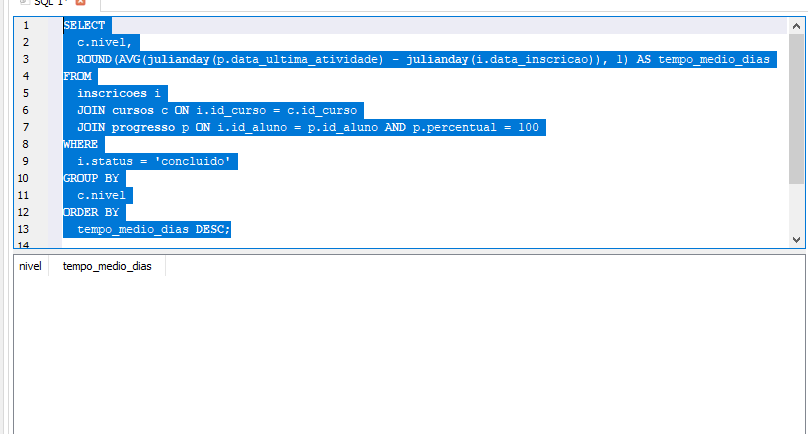 SQL 1*
1 SELECT
2 c.nivel,
3 ROUND(AVG(julianday(p.data_ultima_atividade) - julianday(i.data_inscricao)), 1) AS tempo_medio_dias
4 FROM
5 inscricoes i
6 JOIN cursos c ON i.id_curso = c.id_curso
7 JOIN progresso p ON i.id_aluno = p.id_aluno AND p.percentual = 100
8 WHERE
9 i.status = 'concluido'
10 GROUP BY
11 c.nivel
12 ORDER BY
13 tempo_medio_dias DESC;
14
nivel tempo_medio_dias